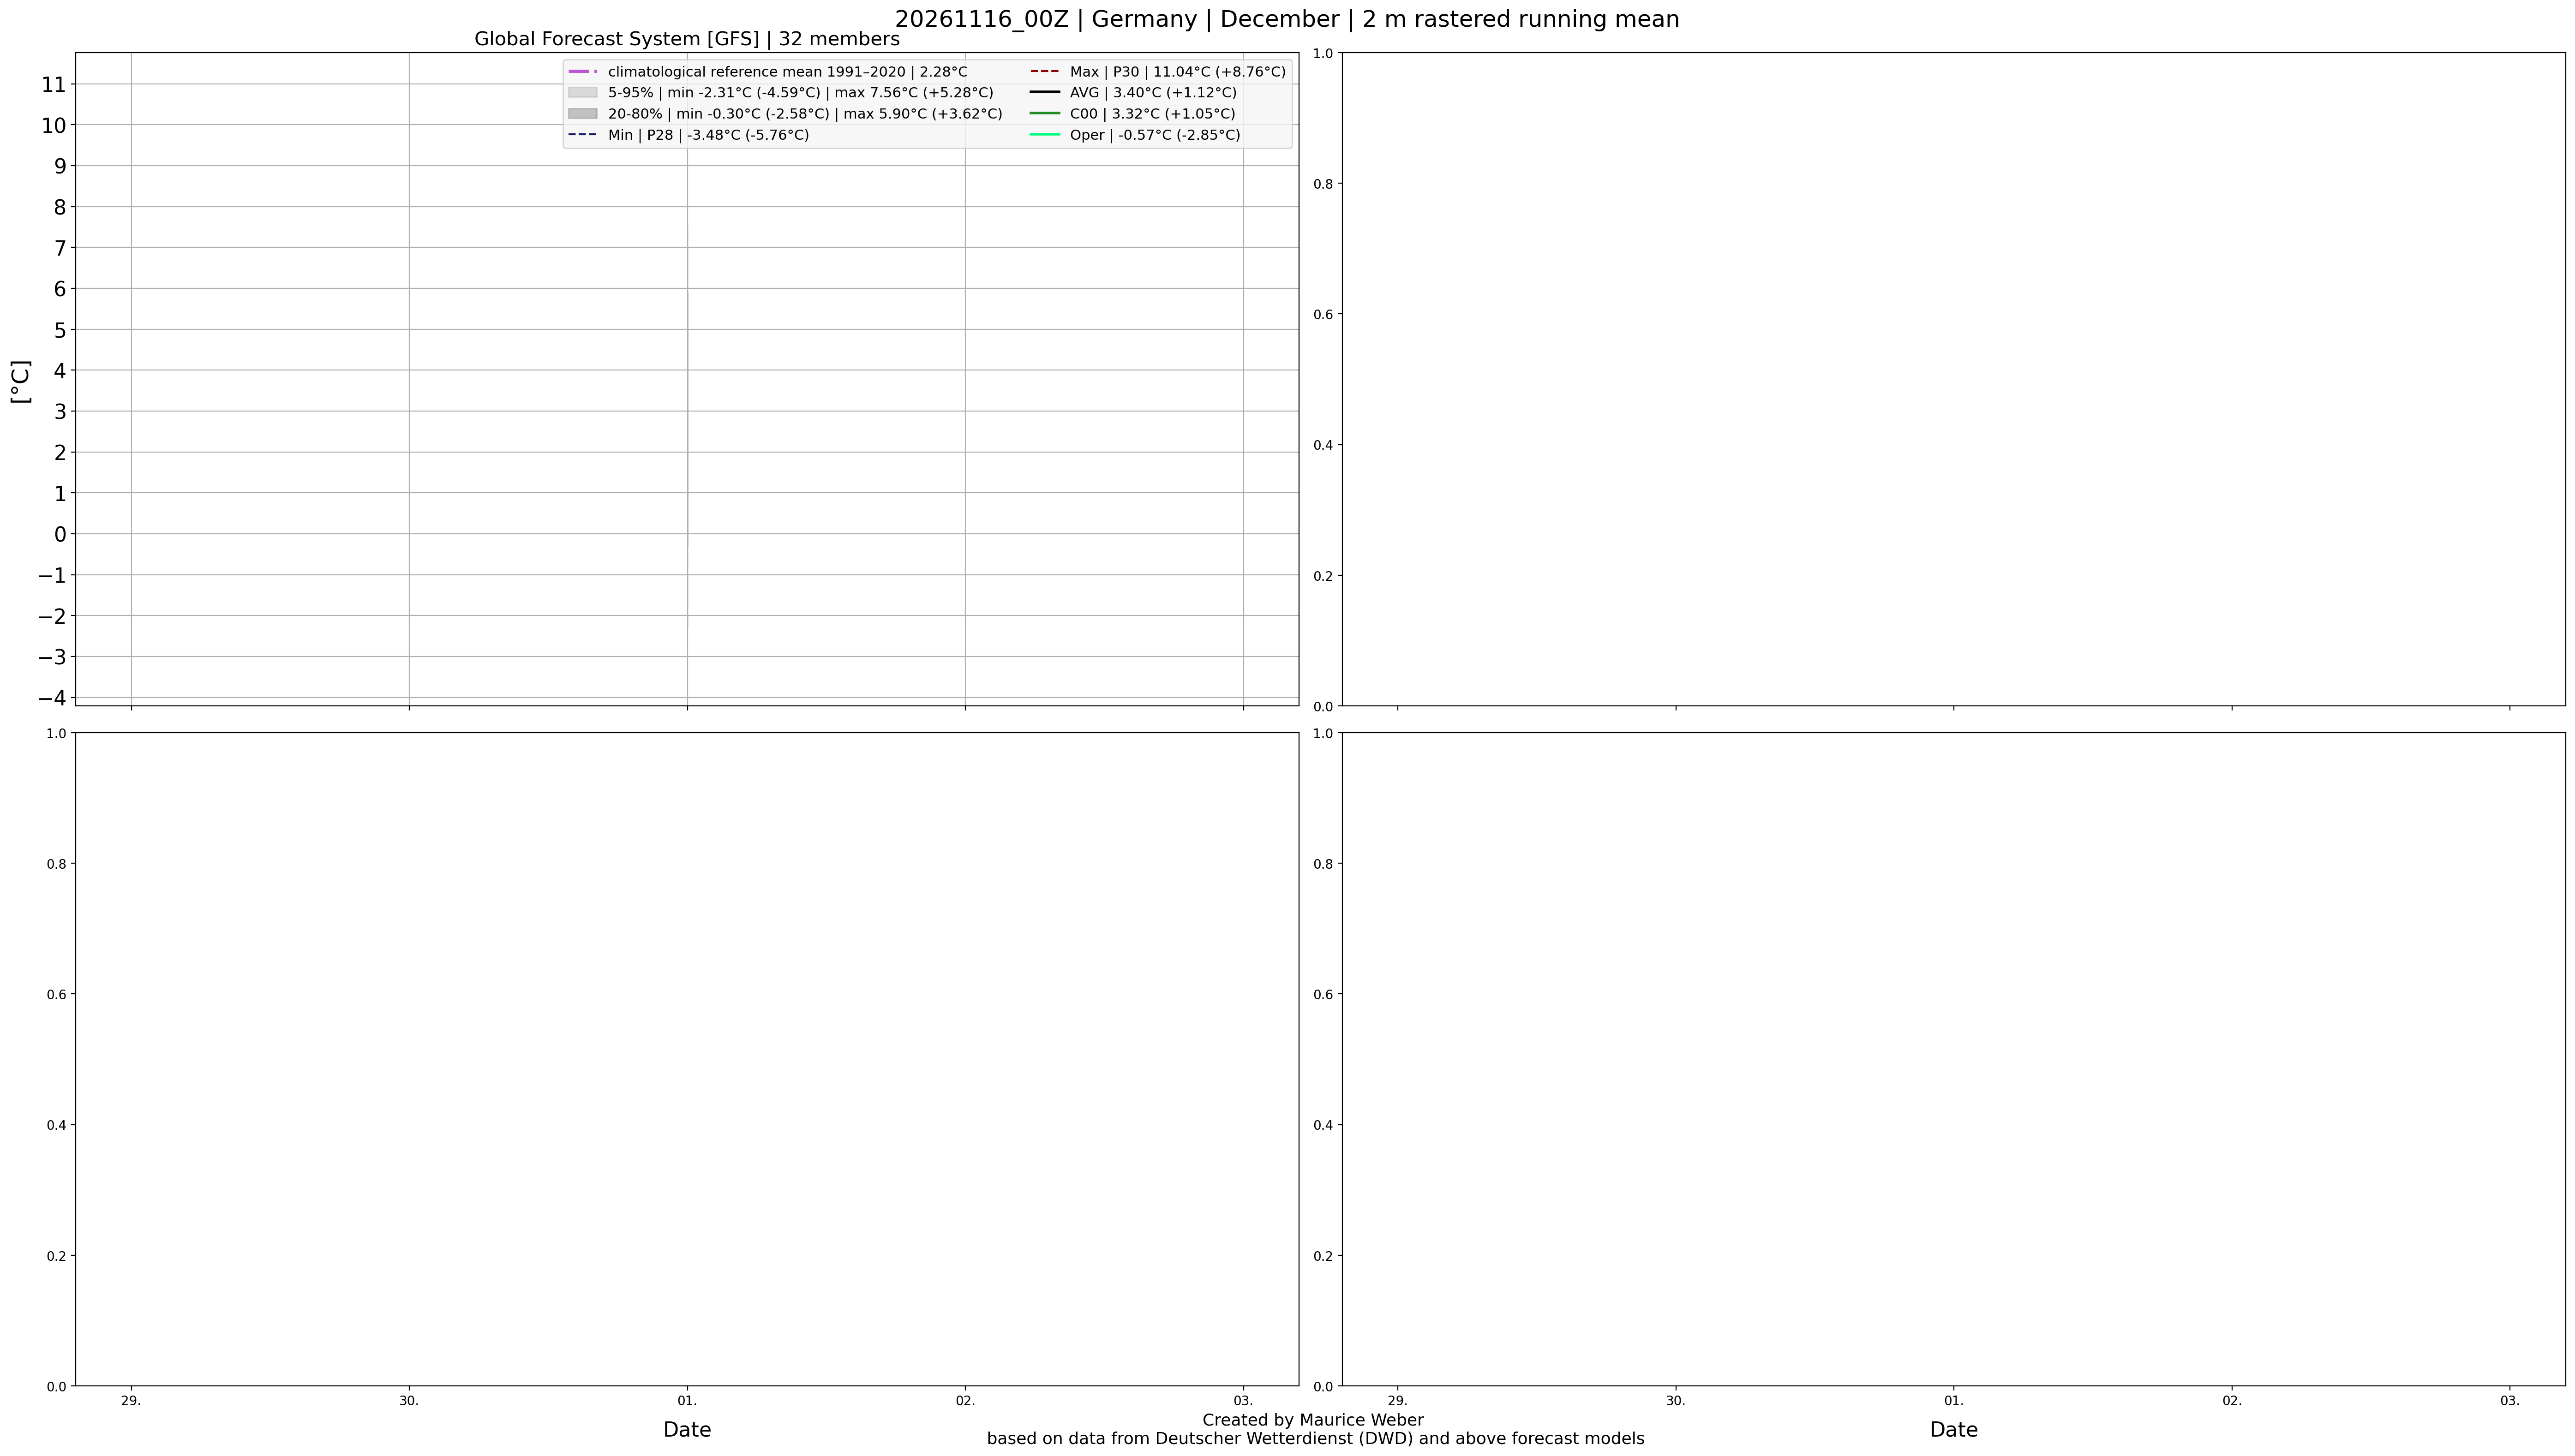 20261116_00Z | Germany | December | 2 m rastered running mean
Global Forecast System [GFS] | 32 members
climatological reference mean 1991–2020 | 2.28°C
5-95% | min -2.31°C (-4.59°C) | max 7.56°C (+5.28°C)
20-80% | min -0.30°C (-2.58°C) | max 5.90°C (+3.62°C)
Min | P28 | -3.48°C (-5.76°C)
Max | P30 | 11.04°C (+8.76°C)
AVG | 3.40°C (+1.12°C)
C00 | 3.32°C (+1.05°C)
Oper | -0.57°C (-2.85°C)
[°C]
11
10
9
8
7
6
5
4
3
2
1
0
−1
−2
−3
−4
1.0
0.8
0.6
0.4
0.2
0.0
1.0
0.8
0.6
0.4
0.2
0.0
29. 30. 01. 02. 03.
Date
1.0
0.8
0.6
0.4
0.2
0.0
29. 30. 01. 02. 03.
Date
Created by Maurice Weber
based on data from Deutscher Wetterdienst (DWD) and above forecast models